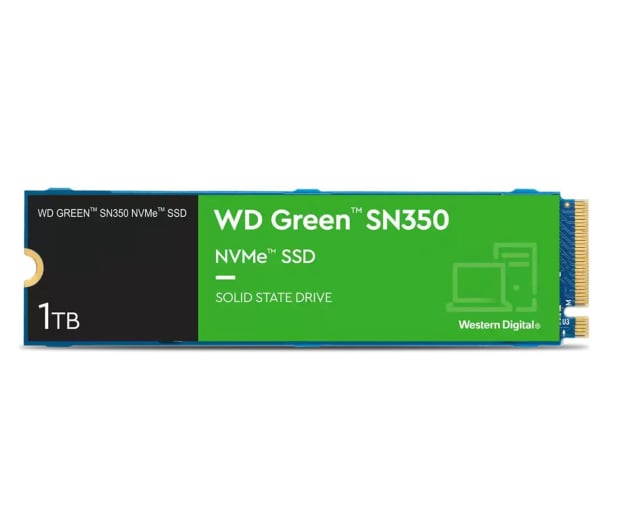 WD GREEN™ SN350 NVMe™ SSD
1TB
WD Green™ SN350
NVMe™ SSD
SOLID STATE DRIVE
Western Digital®